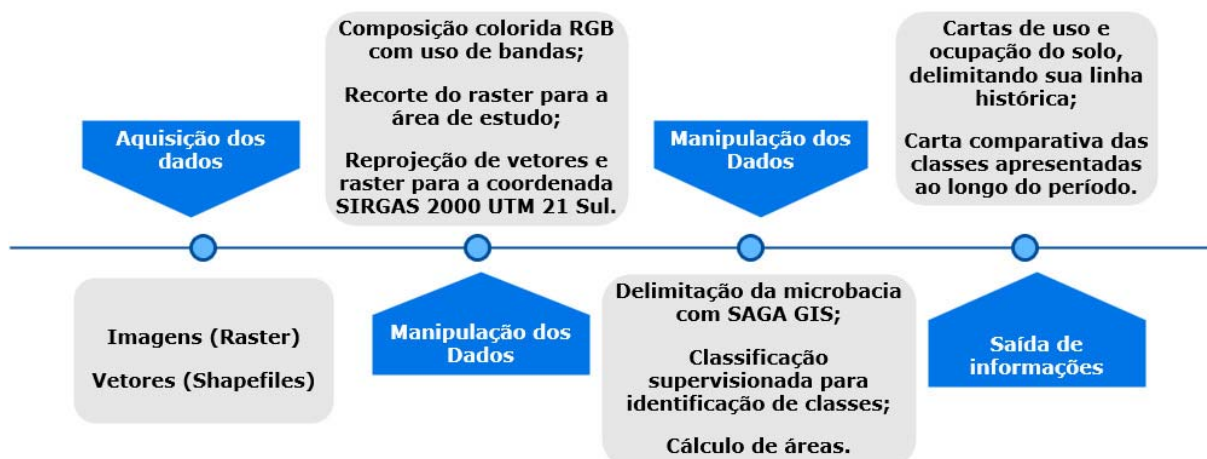 Aquisição dos
dados
Imagens (Raster)
Vetores (Shapefiles)
Composição colorida RGB
com uso de bandas;
Recorte do raster para a
área de estudo;
Reprojeção de vetores e
raster para a coordenada
SIRGAS 2000 UTM 21 Sul.
Manipulação dos
Dados
Manipulação dos
Dados
Delimitação da microbacia
com SAGA GIS;
Classificação
supervisionada para
identificação de classes;
Cálculo de áreas.
Cartas de uso e
ocupação do solo,
delimitando sua linha
histórica;
Carta comparativa das
classes apresentadas
ao longo do período.
Saída de
informações